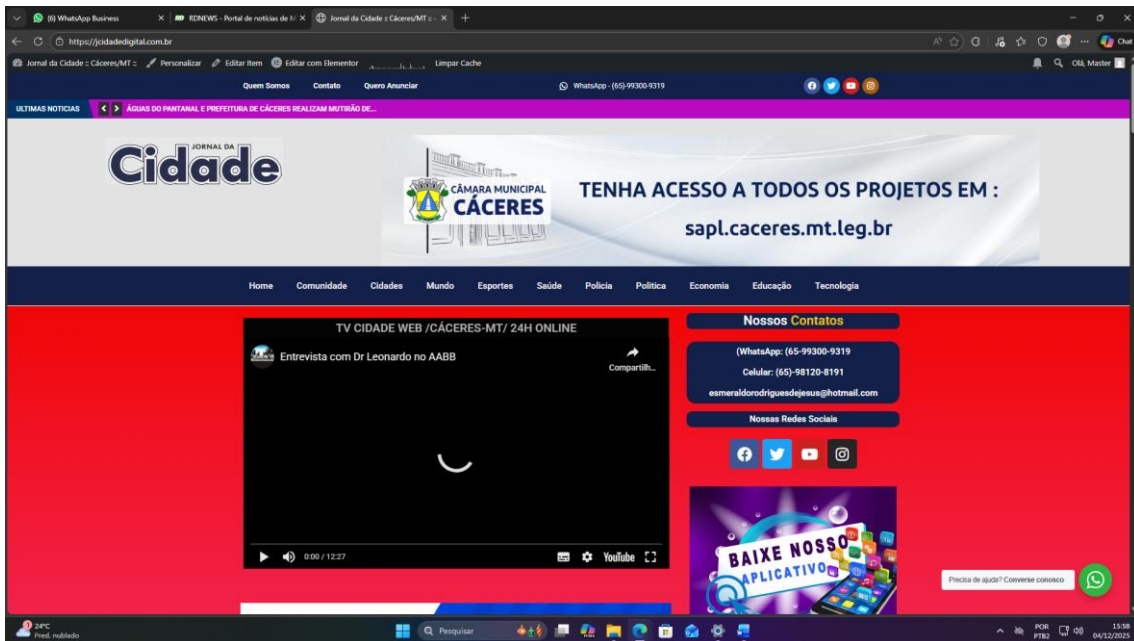 (6) WhatsApp Business
RDNEWS - Portal de notícias de M
Jornal da Cidade :: Cáceres/MT ::
https://jcidadedigital.com.br
Chat
Jornal da Cidade :: Cáceres/MT ::
Personalizar
Editar Item
Editar com Elementor
Limpar Cache
Olá, Master
Quem Somos
Contato
Quero Anunciar
WhatsApp - (65)-99300-9319
ULTIMAS NOTICIAS
ÁGUAS DO PANTANAL E PREFEITURA DE CÁCERES REALIZAM MUTIRÃO DE...
JORNAL DA
Cidade
CÂMARA MUNICIPAL
CÁCERES
TENHA ACESSO A TODOS OS PROJETOS EM :
sapl.caceres.mt.leg.br
Home
Comunidade
Cidades
Mundo
Esportes
Saúde
Policia
Politica
Economia
Educação
Tecnologia
TV CIDADE WEB /CÁCERES-MT/ 24H ONLINE
Entrevista com Dr Leonardo no AABB
Compartilh...
0:00 / 12:27
YouTube
Nossos Contatos
(WhatsApp: (65-99300-9319
Celular: (65)-98120-8191
esmeraldorodriguesdejesus@hotmail.com
Nossas Redes Sociais
BAIXE NOSSO
APLICATIVO
Precisa de ajuda? Converse conosco
24°C
Pred. nublado
Pesquisar
POR
PTB2
15:58